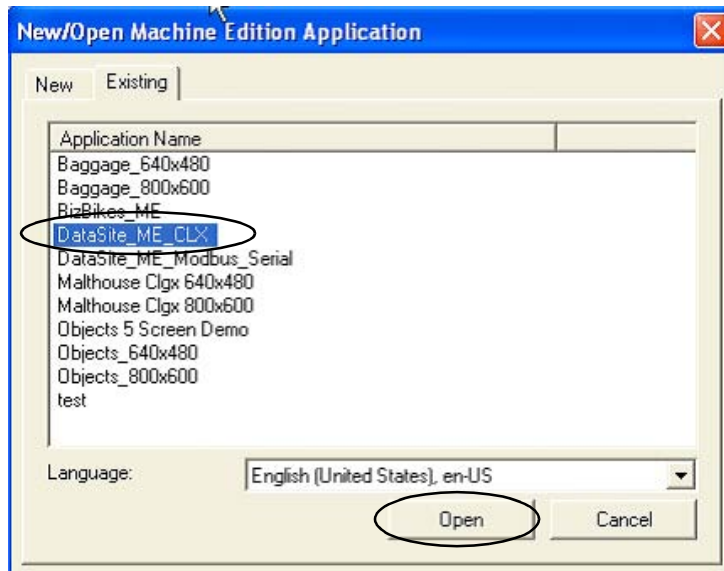 New/Open Machine Edition Application
New Existing
Application Name
Baggage_640x480
Baggage_800x600
BizBikes_ME
DataSite_ME_CLX
DataSite_ME_Modbus_Serial
Malthouse Clgx 640x480
Malthouse Clgx 800x600
Objects 5 Screen Demo
Objects_640x480
Objects_800x600
test
Language: English (United States), en-US
Open Cancel